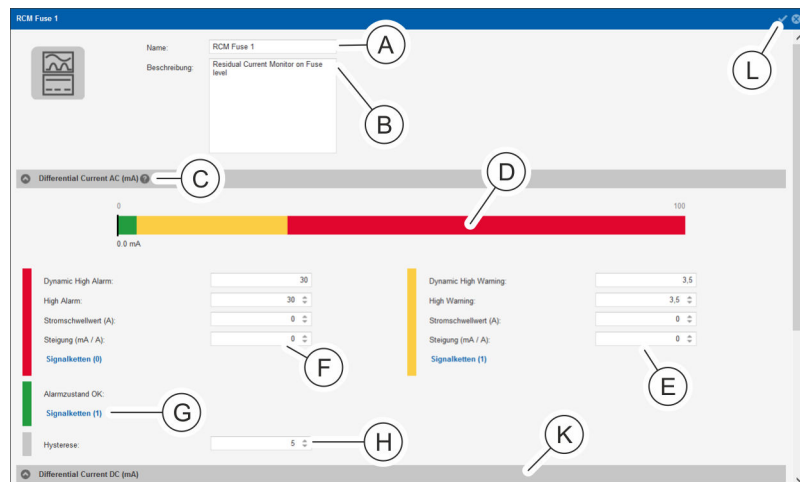 RCM Fuse 1
L
Name: RCM Fuse 1 A
Beschreibung: Residual Current Monitor on Fuse
level
B
Differential Current AC (mA) ? C
D
0 100
0.0 mA
Dynamic High Alarm: 30
High Alarm: 30
Stromschwellwert (A): 0
Steigung (mA / A): 0
Signalketten (0)
F
Dynamic High Warning: 3,5
High Warning: 3,5
Stromschwellwert (A): 0
Steigung (mA / A): 0
Signalketten (1)
E
Alarmzustand OK:
Signalketten (1) G
Hysterese: 5 H
K
Differential Current DC (mA)